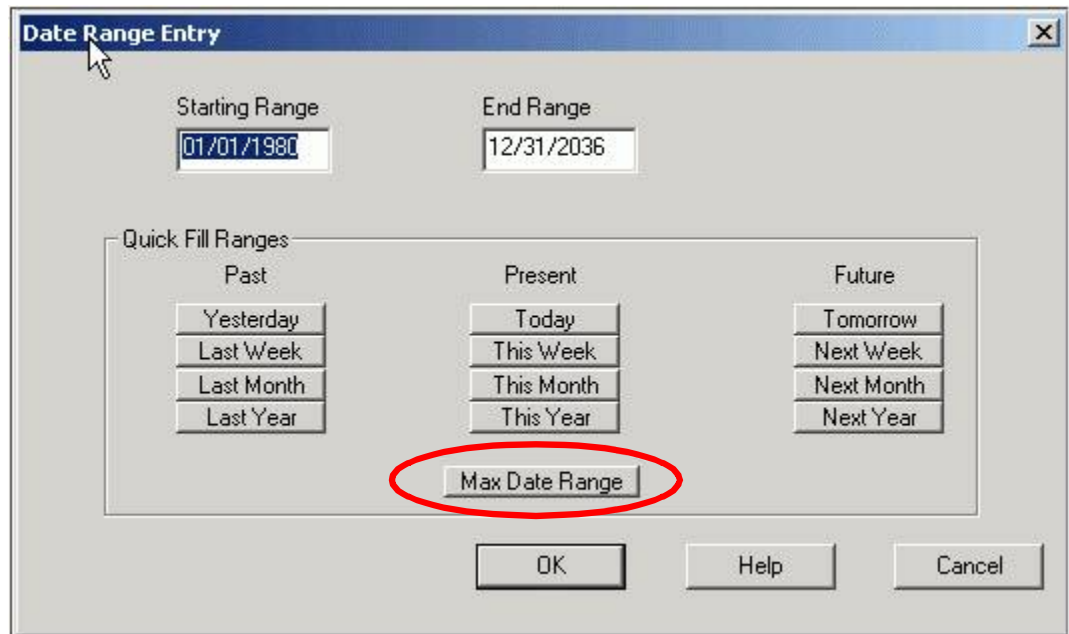 Date Range Entry
Starting Range End Range
01/01/1980 12/31/2036
Quick Fill Ranges
Past Present Future
Yesterday Today Tomorrow
Last Week This Week Next Week
Last Month This Month Next Month
Last Year This Year Next Year
Max Date Range
OK Help Cancel